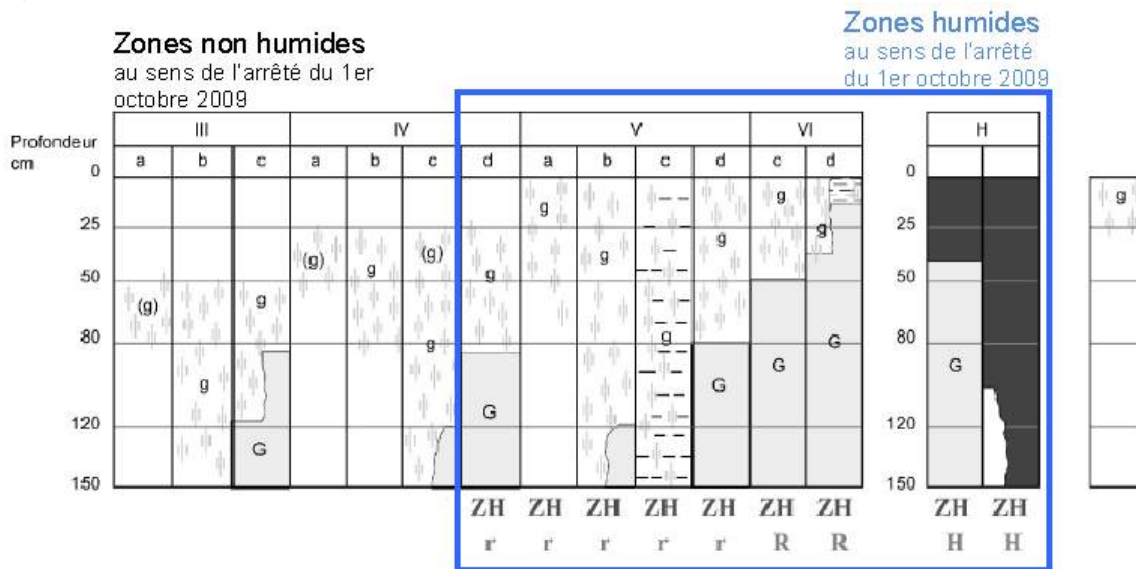 Zones non humides
au sens de l'arrêté du 1er
octobre 2009
Zones humides
au sens de l'arrêté
du 1er octobre 2009
Profondeur
cm
III IV V VI H
a b c a b c d a b c d c d
0 0
g g g g
25 25
(g) g (g) g g g g
50 50
(g) g g
80 80
g g g G G G G
G
120 120
G
150 150
ZH ZH ZH ZH ZH ZH ZH ZH ZH
r r r r r R R H H